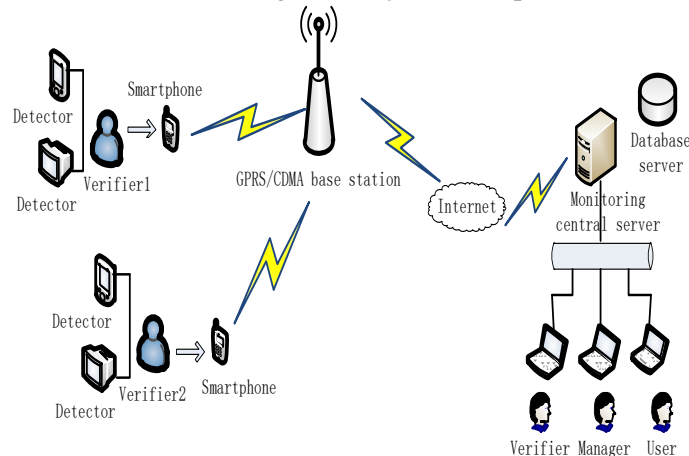 Smartphone
Detector
Verifier1
Detector
GPRS/CDMA base station
Internet
Database
server
Monitoring
central server
Detector
Verifier2
Smartphone
Detector
Verifier Manager User